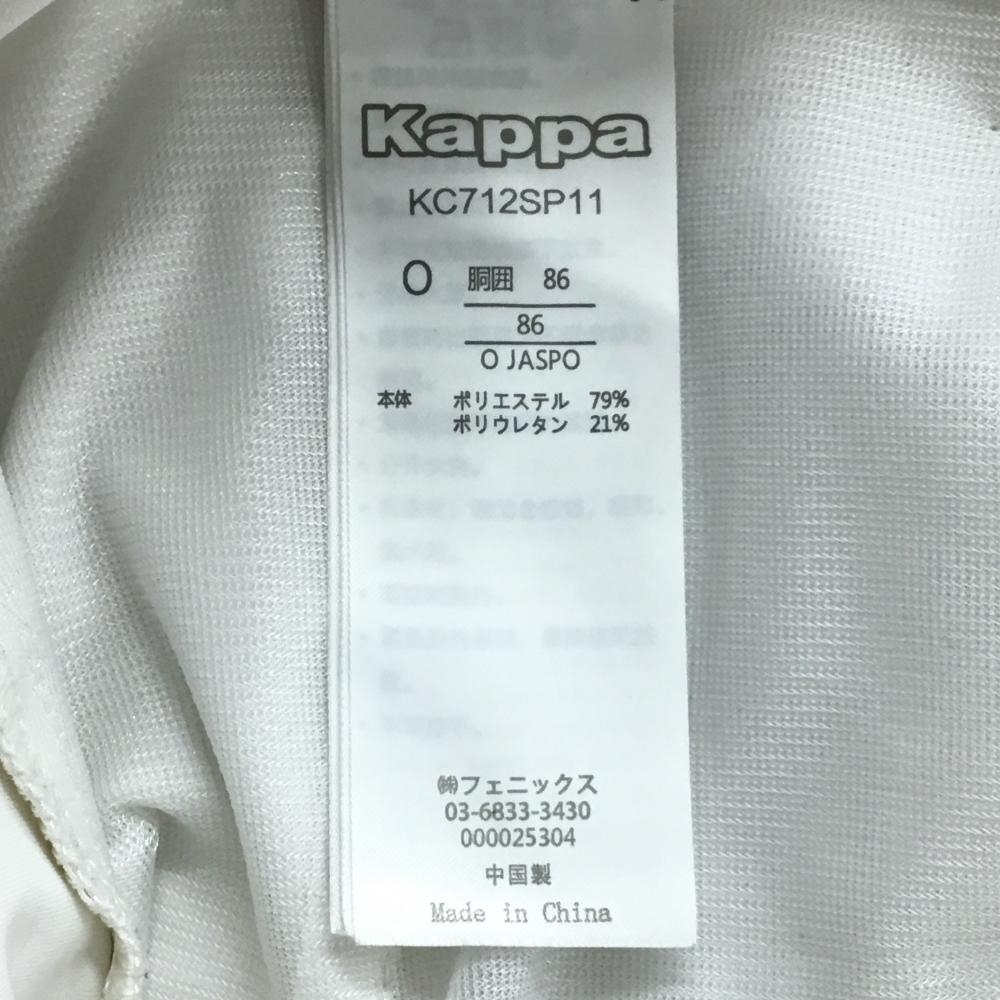 Kappa
KC712SP11
O 胴囲 86
86
O JASPO
本体 ポリエステル 79%
ポリウレタン 21%
㈱フェニックス
03-6833-3430
000025304
中国製
Made in China